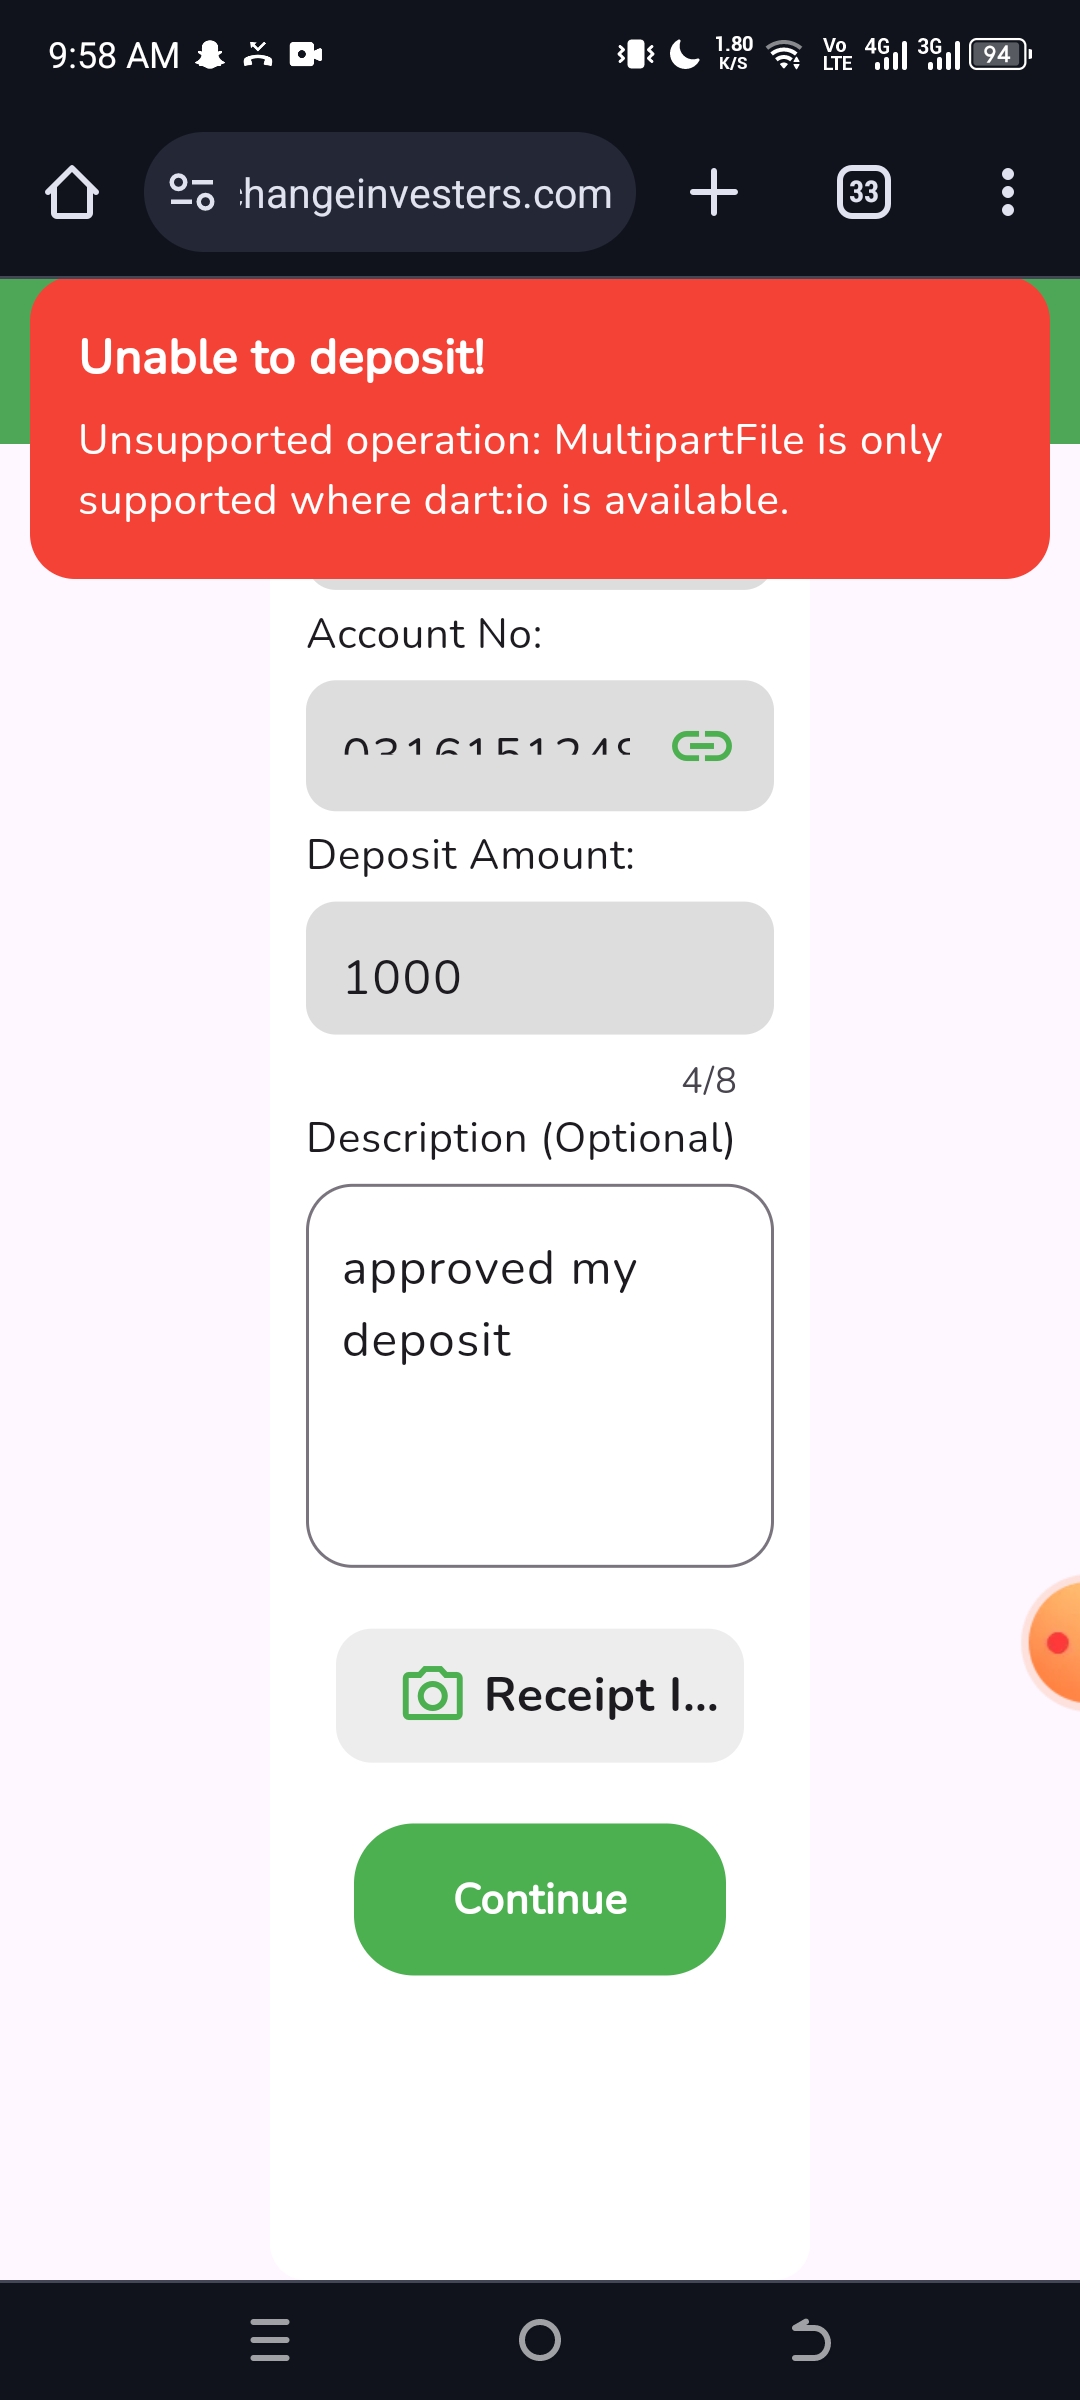 9:58 AM
1.80 K/S
Vo LTE
4G
3G
94
hangeinvesters.com
33
Unable to deposit!
Unsupported operation: MultipartFile is only
supported where dart:io is available.
Account No:
Deposit Amount:
1000
4/8
Description (Optional)
approved my
deposit
Receipt I...
Continue